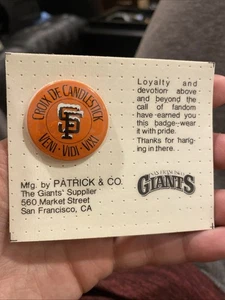 CROIX DE CANDLESTICK
SF
VENI · VIDI · VIXI
Loyalty and
devotion above
and beyond the
call of fandom
have earned you
this badge-wear
it with pride.
Thanks for hang-
ing in there.
Mfg. by PATRICK & CO.
The Giants' Supplier
560 Market Street
San Francisco, CA
SAN FRANCISCO
GIANTS